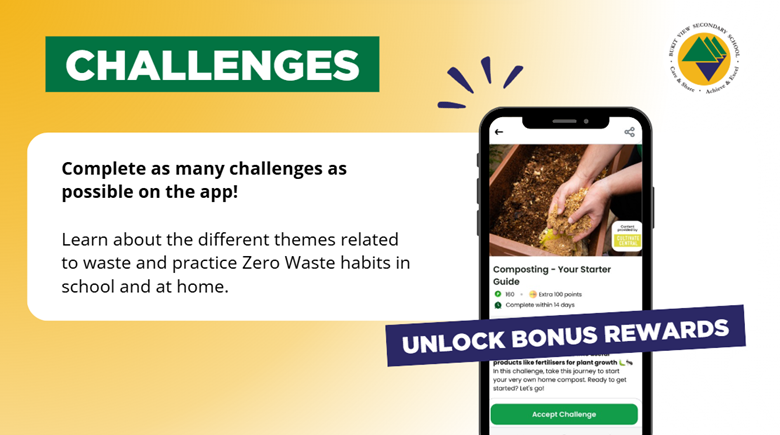 CHALLENGES
BUKIT VIEW SECONDARY SCHOOL
Care & Share • Achieve & Excel
Complete as many challenges as
possible on the app!
Learn about the different themes related
to waste and practice Zero Waste habits in
school and at home.
Content
provided by
CULTIVATE
CENTRAL
Composting - Your Starter
Guide
160 • Extra 100 points
Complete within 14 days
UNLOCK BONUS REWARDS
products like fertilisers for plant growth
In this challenge, take this journey to start
your very own home compost. Ready to get
started? Let's go!
Accept Challenge